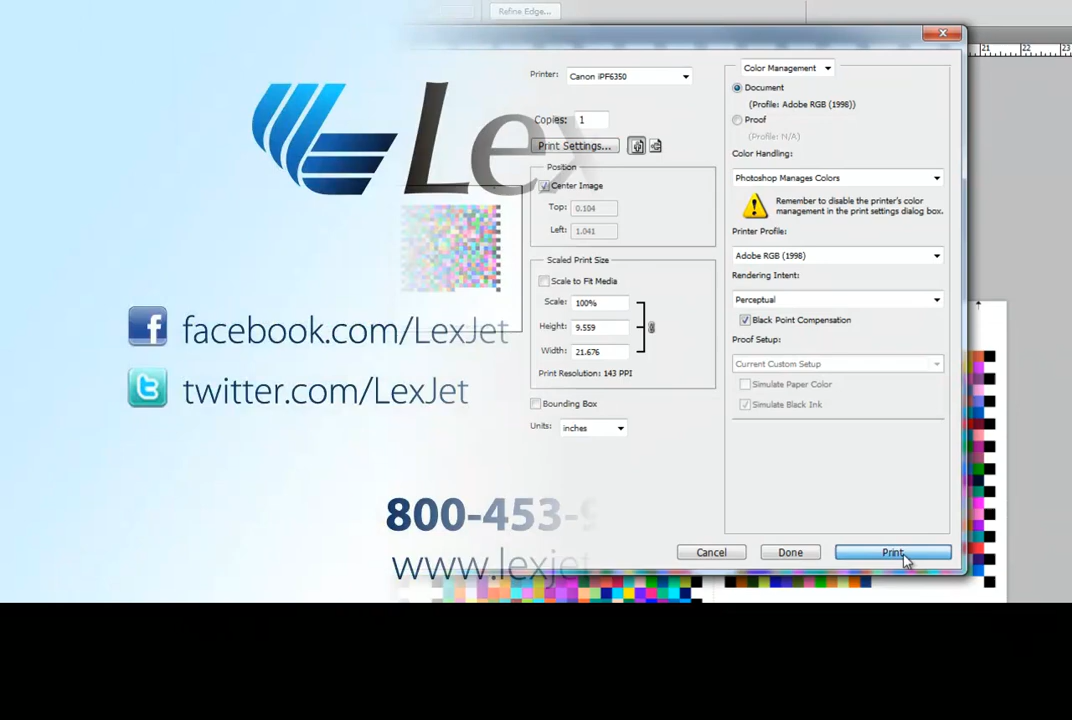 Refine Edge...
21 22 23
Lex
facebook.com/LexJet
twitter.com/LexJet
800-453-9
www.lexjet
Printer: Canon iPF6350
Copies: 1
Print Settings...
Position
Center Image
Top: 0.104
Left: 1.041
Scaled Print Size
Scale to Fit Media
Scale: 100%
Height: 9.559
Width: 21.676
Print Resolution: 143 PPI
Bounding Box
Units: inches
Color Management
Document
(Profile: Adobe RGB (1998))
Proof
(Profile: N/A)
Color Handling:
Photoshop Manages Colors
Remember to disable the printer's color
management in the print settings dialog box.
Printer Profile:
Adobe RGB (1998)
Rendering Intent:
Perceptual
Black Point Compensation
Proof Setup:
Current Custom Setup
Simulate Paper Color
Simulate Black Ink
Cancel Done Print